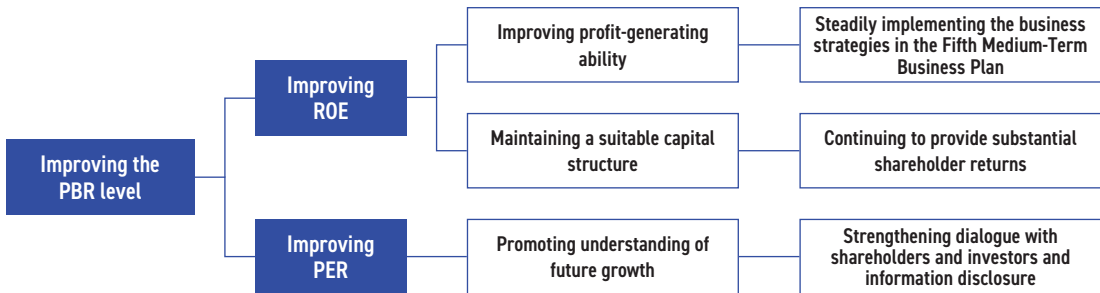 Improving the
PBR level
Improving
ROE
Improving profit-generating
ability
Steadily implementing the business
strategies in the Fifth Medium-Term
Business Plan
Maintaining a suitable capital
structure
Continuing to provide substantial
shareholder returns
Improving
PER
Promoting understanding of
future growth
Strengthening dialogue with
shareholders and investors and
information disclosure